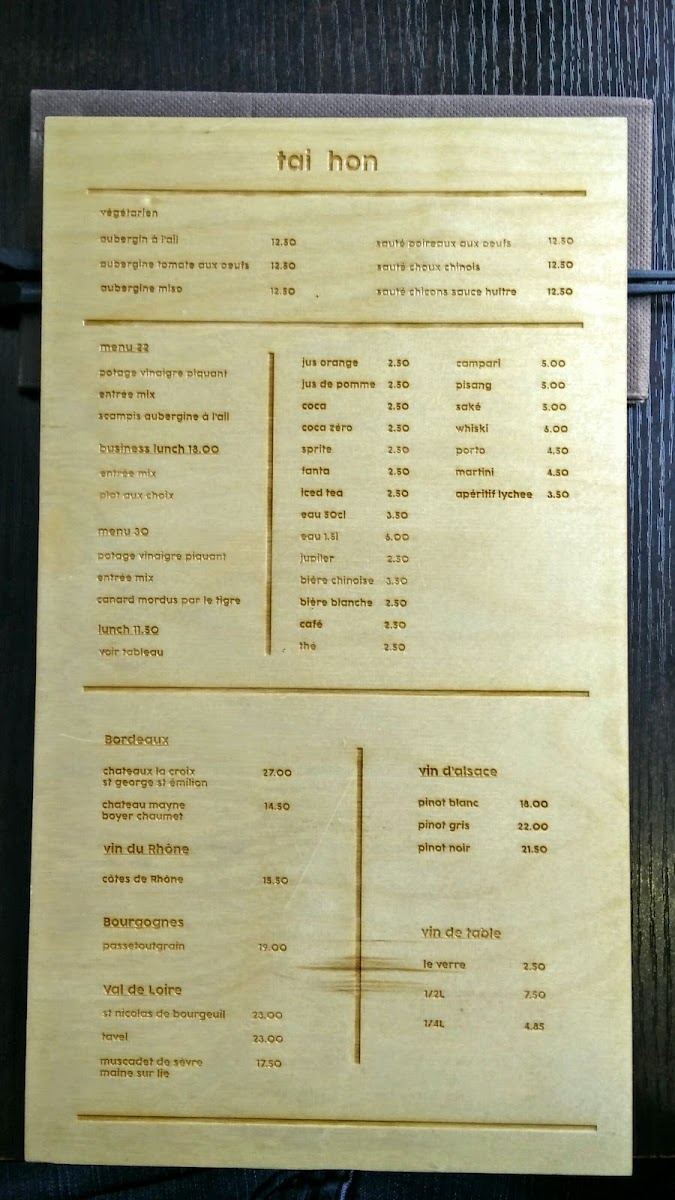 tai hon
végétarien
aubergin à l'ail 12.50
aubergine tomate aux oeufs 12.50
aubergine miso 12.50
sauté poireaux aux oeufs 12.50
sauté choux chinois 12.50
sauté chicons sauce huître 12.50
menu 22
potage vinaigre piquant
entrée mix
scampis aubergine à l'ail
business lunch 18.00
entrée mix
plat aux choix
menu 30
potage vinaigre piquant
entrée mix
canard mordus par le tigre
lunch 11.50
voir tableau
jus orange 2.50
jus de pomme 2.50
coca 2.50
coca zéro 2.50
sprite 2.50
fanta 2.50
iced tea 2.50
eau 50cl 3.50
eau 1.5l 6.00
jupiler 2.50
bière chinoise 3.50
bière blanche 2.50
café 2.50
thé 2.50
campari 5.00
pisang 5.00
saké 5.00
whiski 6.00
porto 4.50
martini 4.50
apéritif lychee 3.50
Bordeaux
chateaux la croix
st george st émilion 27.00
chateau mayne
boyer chaumet 14.50
vin du Rhône
côtes de Rhône 15.50
Bourgognes
passetoutgrain 19.00
Val de Loire
st nicolas de bourgeuil 23.00
tavel 23.00
muscadet de sèvre
maine sur lie 17.50
vin d'alsace
pinot blanc 18.00
pinot gris 22.00
pinot noir 21.50
vin de table
le verre 2.50
1/2L 7.50
1/4L 4.85